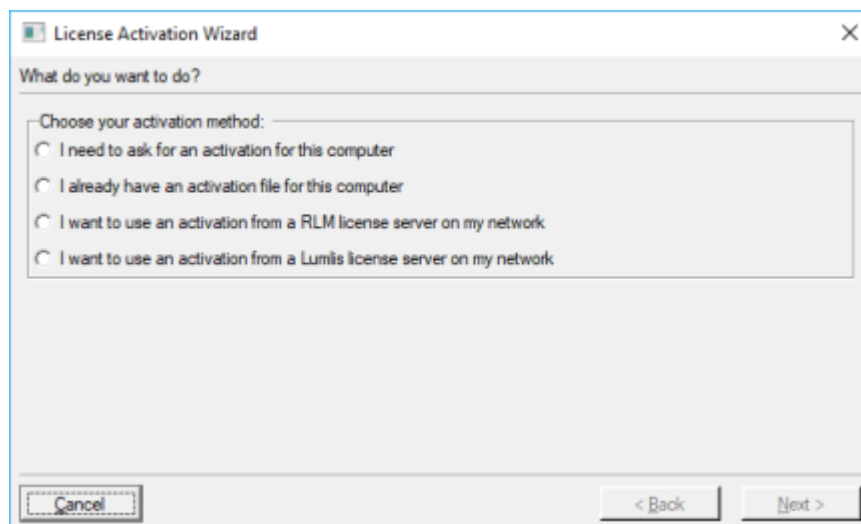 License Activation Wizard
What do you want to do?
Choose your activation method:
I need to ask for an activation for this computer
I already have an activation file for this computer
I want to use an activation from a RLM license server on my network
I want to use an activation from a Lumlis license server on my network
Cancel
< Back
Next >